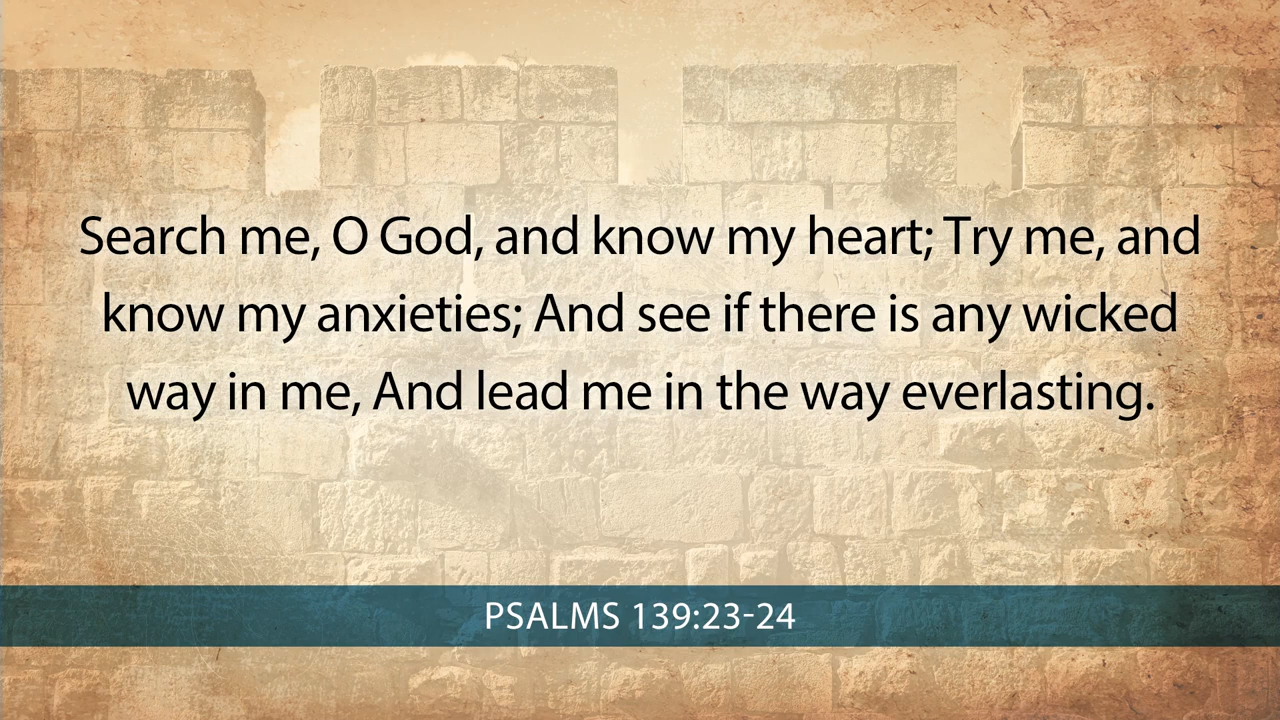 Search me, O God, and know my heart; Try me, and
know my anxieties; And see if there is any wicked
way in me, And lead me in the way everlasting.
PSALMS 139:23-24